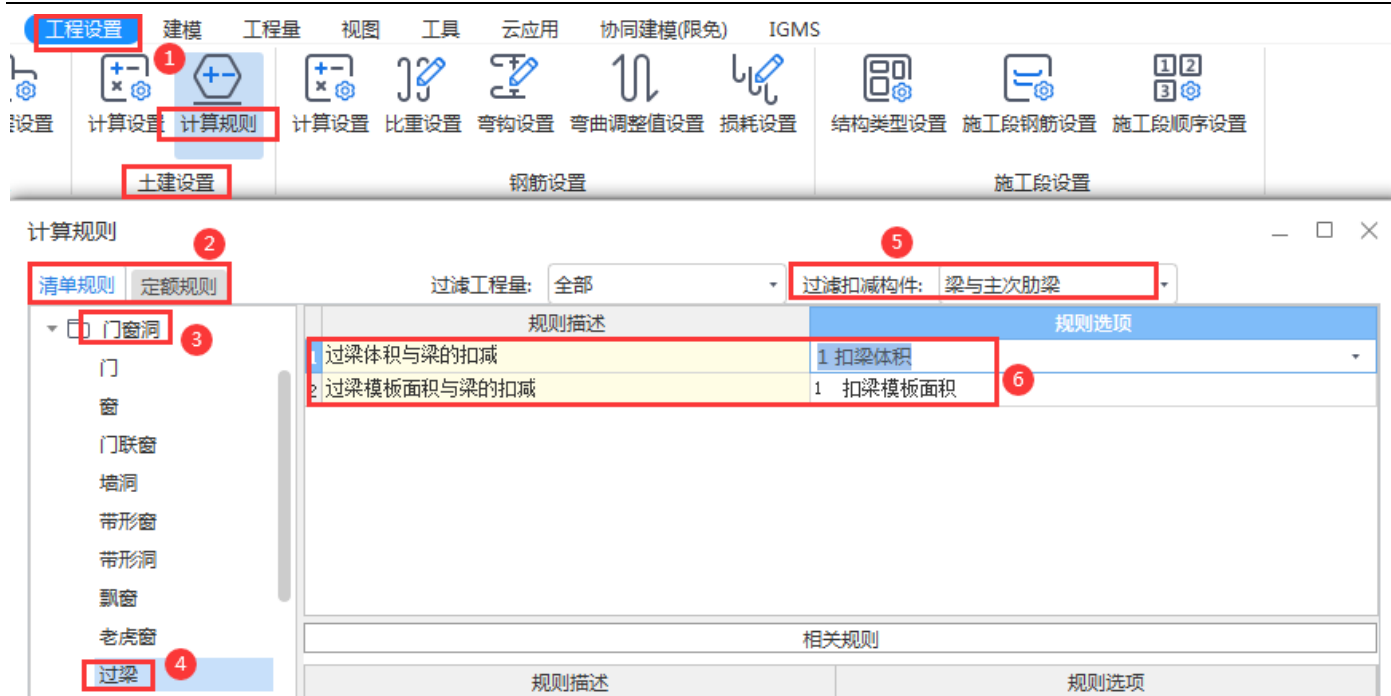 工程设置 建模 工程量 视图 工具 云应用 协同建模(限免) IGMS
1
设置 计算设置 计算规则 计算设置 比重设置 弯钩设置 弯曲调整值设置 损耗设置 结构类型设置 施工段钢筋设置 施工段顺序设置
土建设置 钢筋设置 施工段设置
计算规则
2 5
清单规则 定额规则 过滤工程量: 全部 过滤扣减构件: 梁与主次肋梁
门窗洞 3 规则描述 规则选项
1 过梁体积与梁的扣减 1 扣梁体积
2 过梁模板面积与梁的扣减 1 扣梁模板面积 6
门
窗
门联窗
墙洞
带形窗
带形洞
飘窗
老虎窗 相关规则
过梁 4 规则描述 规则选项